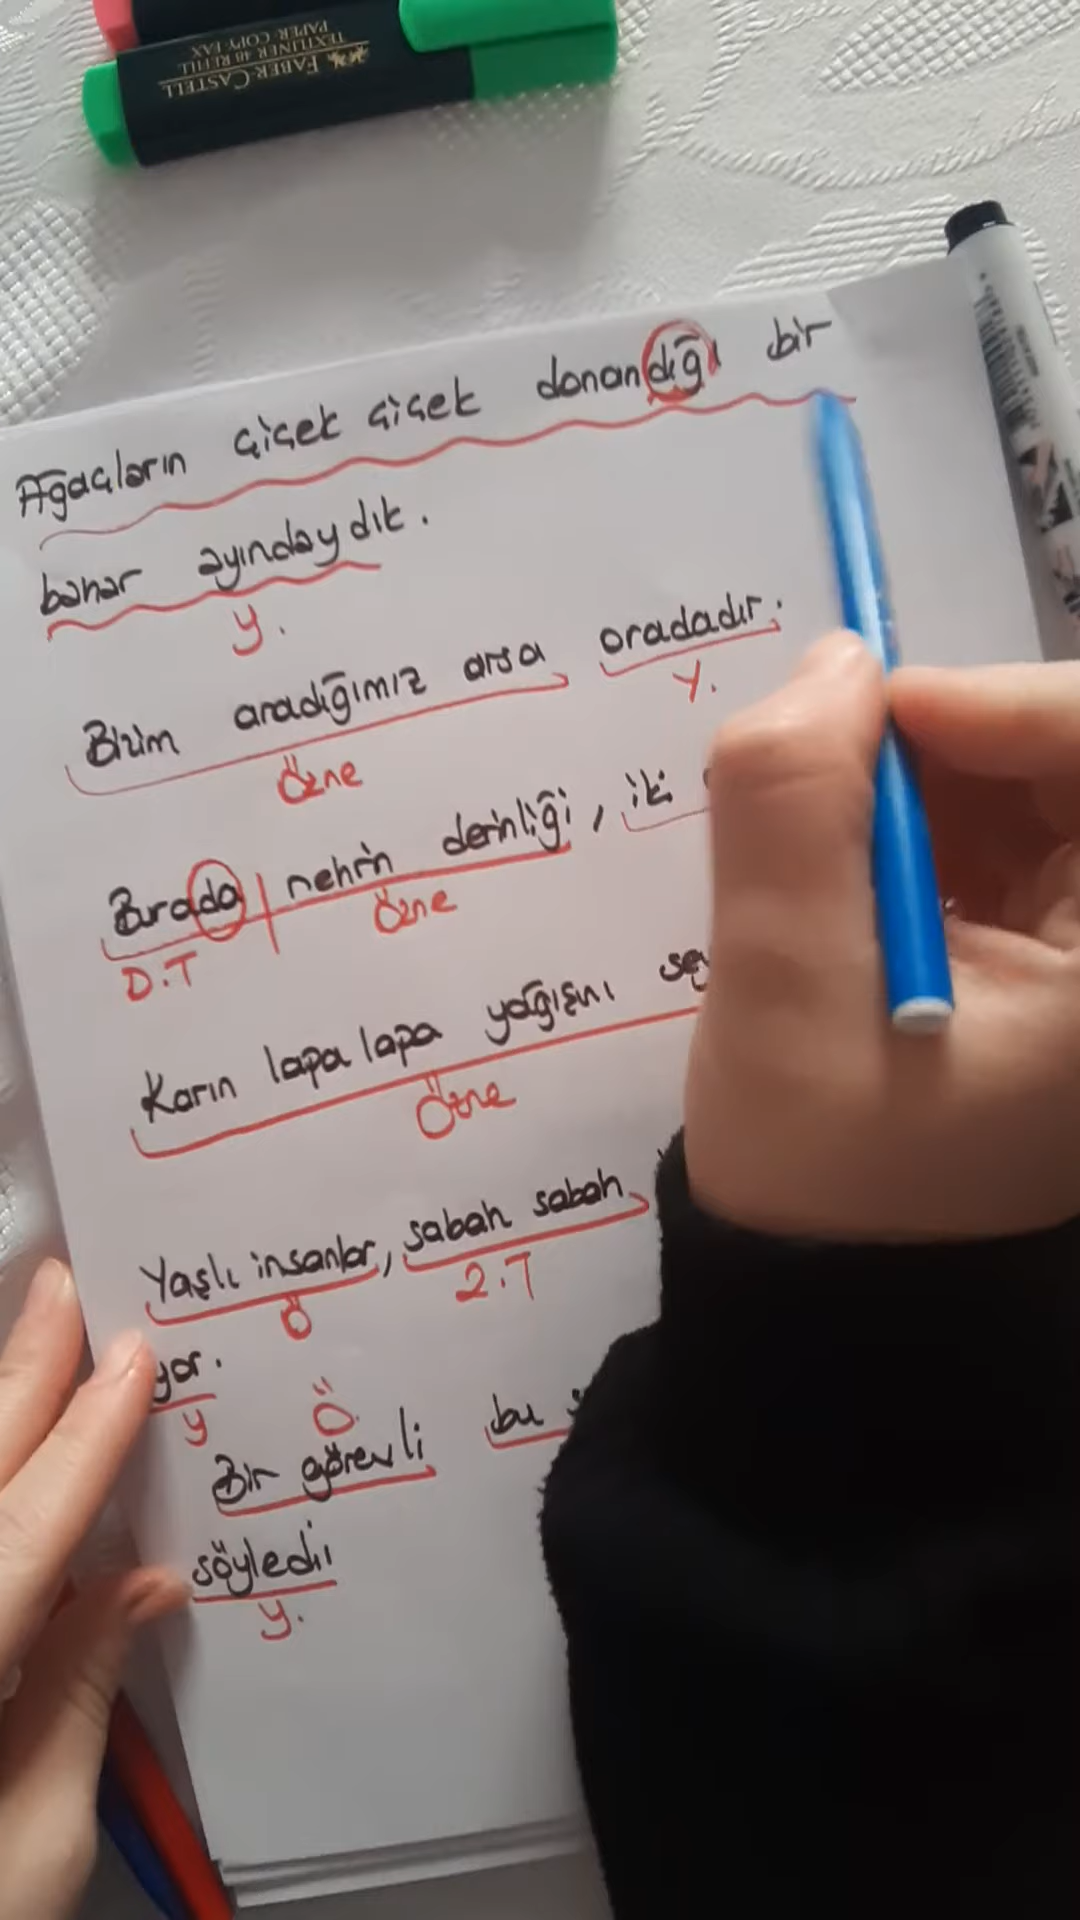 FABER-CASTELL
TEXTLINER 48 REFILL
PAPER COPY FAX
Ağaçların çiçek çiçek donandığı bir
bahar ayındaydık.
y.
Bizim aradığımız arsa oradadır.
Özne
y.
Burada nehrin derinliği, iki
D.T
Özne
Karın lapa lapa yağışını
Özne
Yaşlı insanlar, sabah sabah
Ö
Z.T
yor.
y
Ö
Bir görevli bu
söyledi
y.